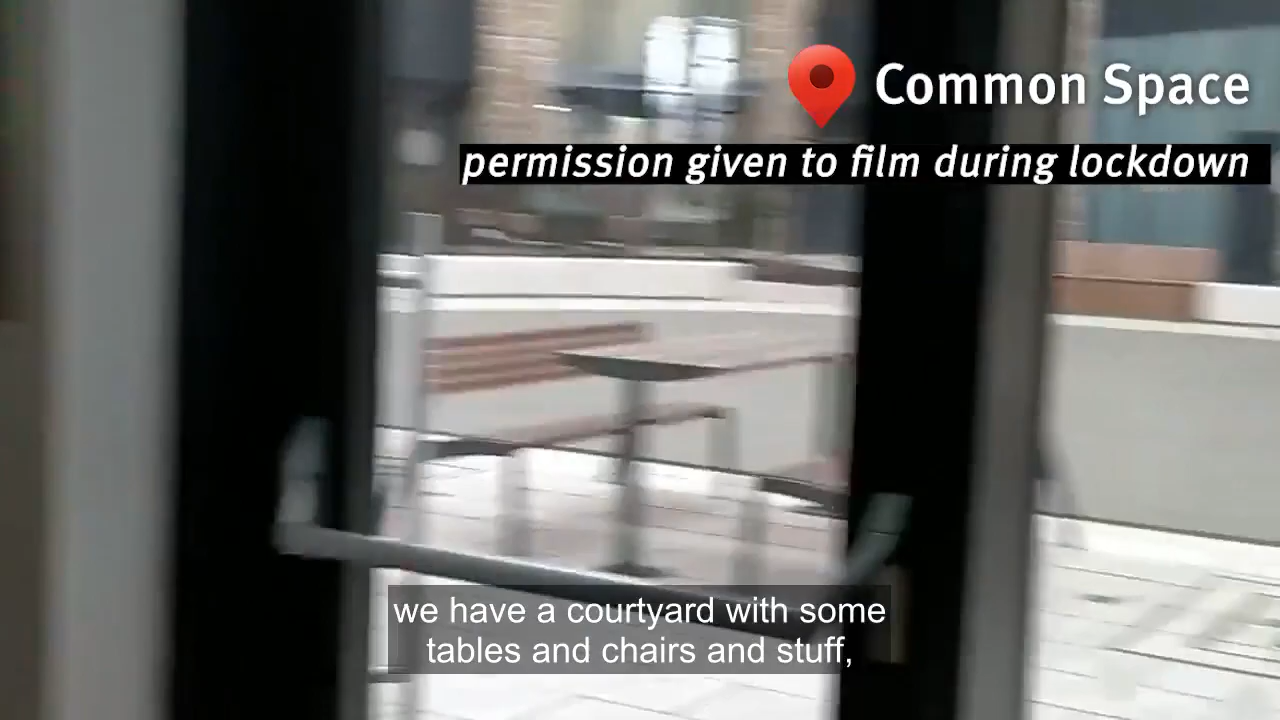 Common Space
permission given to film during lockdown
we have a courtyard with some
tables and chairs and stuff,